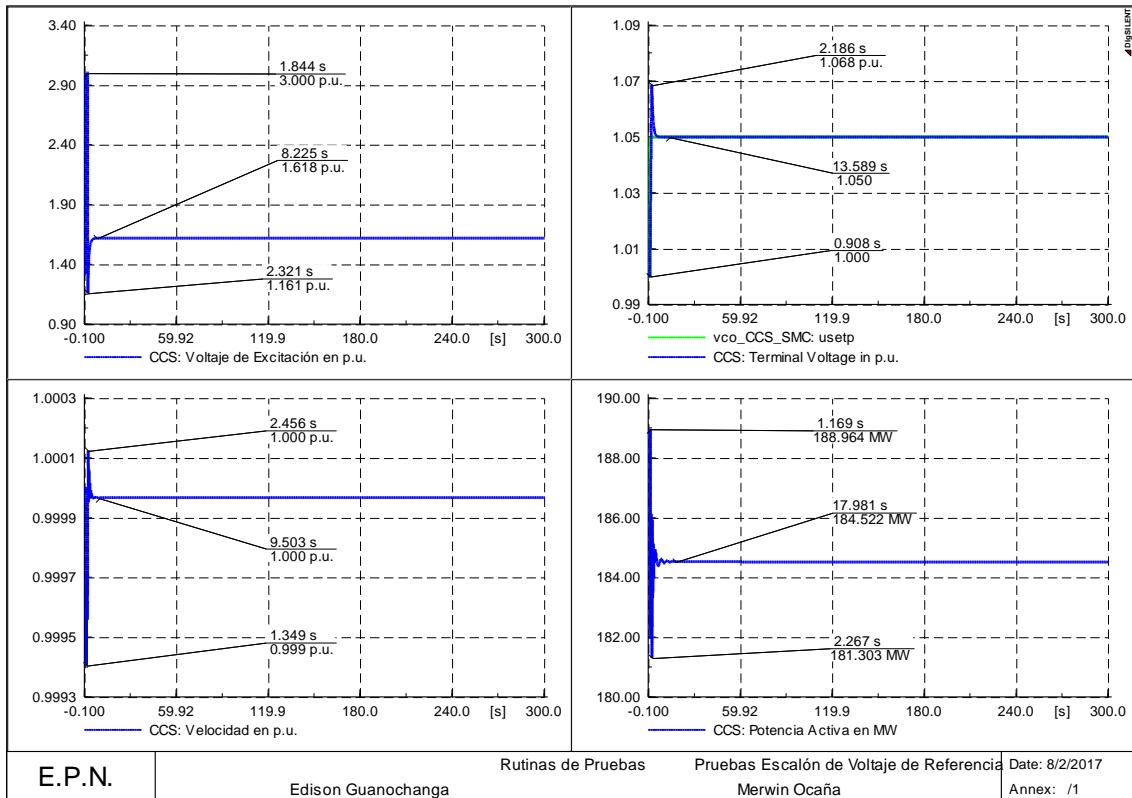 DIgSILENT
3.40
2.90
2.40
1.90
1.40
0.90
-0.100
59.92
119.9
180.0
240.0
[s]
300.0
1.844 s
3.000 p.u.
8.225 s
1.618 p.u.
2.321 s
1.161 p.u.
CCS: Voltaje de Excitación en p.u.
1.09
1.07
1.05
1.03
1.01
0.99
-0.100
59.92
119.9
180.0
240.0
[s]
300.0
2.186 s
1.068 p.u.
13.589 s
1.050
0.908 s
1.000
vco_CCS_SMC: usetp
CCS: Terminal Voltage in p.u.
1.0003
1.0001
0.9999
0.9997
0.9995
0.9993
-0.100
59.92
119.9
180.0
240.0
[s]
300.0
2.456 s
1.000 p.u.
9.503 s
1.000 p.u.
1.349 s
0.999 p.u.
CCS: Velocidad en p.u.
190.00
188.00
186.00
184.00
182.00
180.00
-0.100
59.92
119.9
180.0
240.0
[s]
300.0
1.169 s
188.964 MW
17.981 s
184.522 MW
2.267 s
181.303 MW
CCS: Potencia Activa en MW
E.P.N.
Rutinas de Pruebas
Pruebas Escalón de Voltaje de Referencia
Date: 8/2/2017
Edison Guanochanga
Merwin Ocaña
Annex: /1